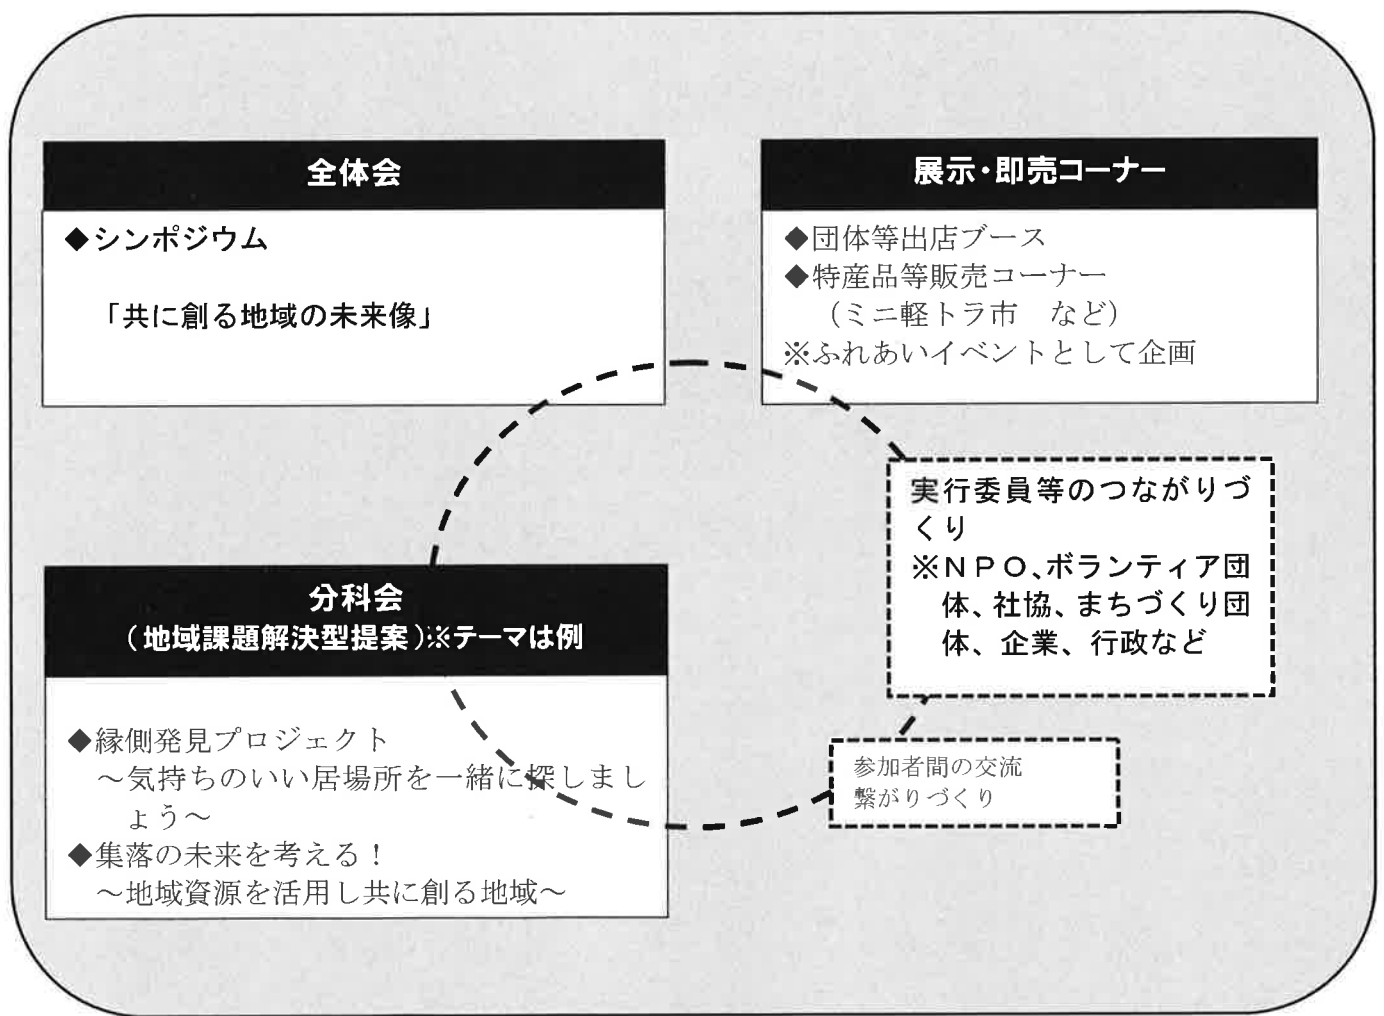 全体会
◆シンポジウム
「共に創る地域の未来像」
展示・即売コーナー
◆団体等出店ブース
◆特産品等販売コーナー
（ミニ軽トラ市　など）
※ふれあいイベントとして企画
実行委員等のつながりづ
くり
※ＮＰＯ、ボランティア団
体、社協、まちづくり団
体、企業、行政など
分科会
（地域課題解決型提案）※テーマは例
◆縁側発見プロジェクト
～気持ちのいい居場所を一緒に探しまし
ょう～
◆集落の未来を考える！
～地域資源を活用し共に創る地域～
参加者間の交流
繋がりづくり